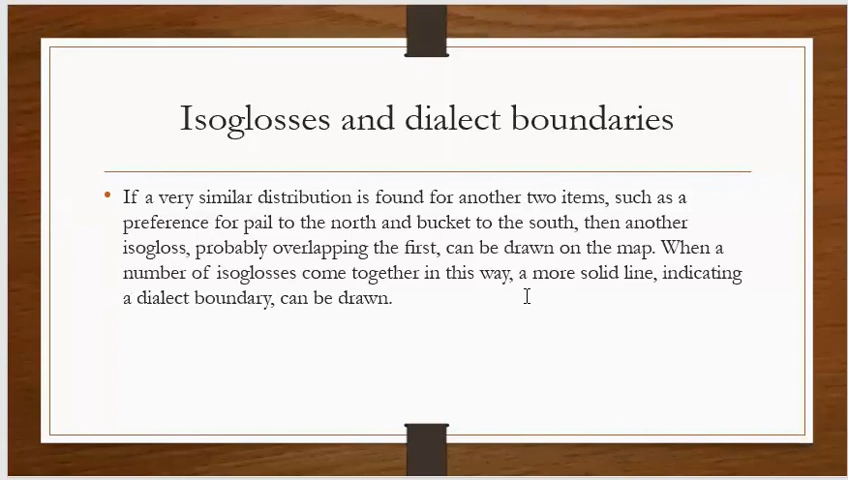 Isoglosses and dialect boundaries
• If a very similar distribution is found for another two items, such as a
preference for pail to the north and bucket to the south, then another
isogloss, probably overlapping the first, can be drawn on the map. When a
number of isoglosses come together in this way, a more solid line, indicating
a dialect boundary, can be drawn.